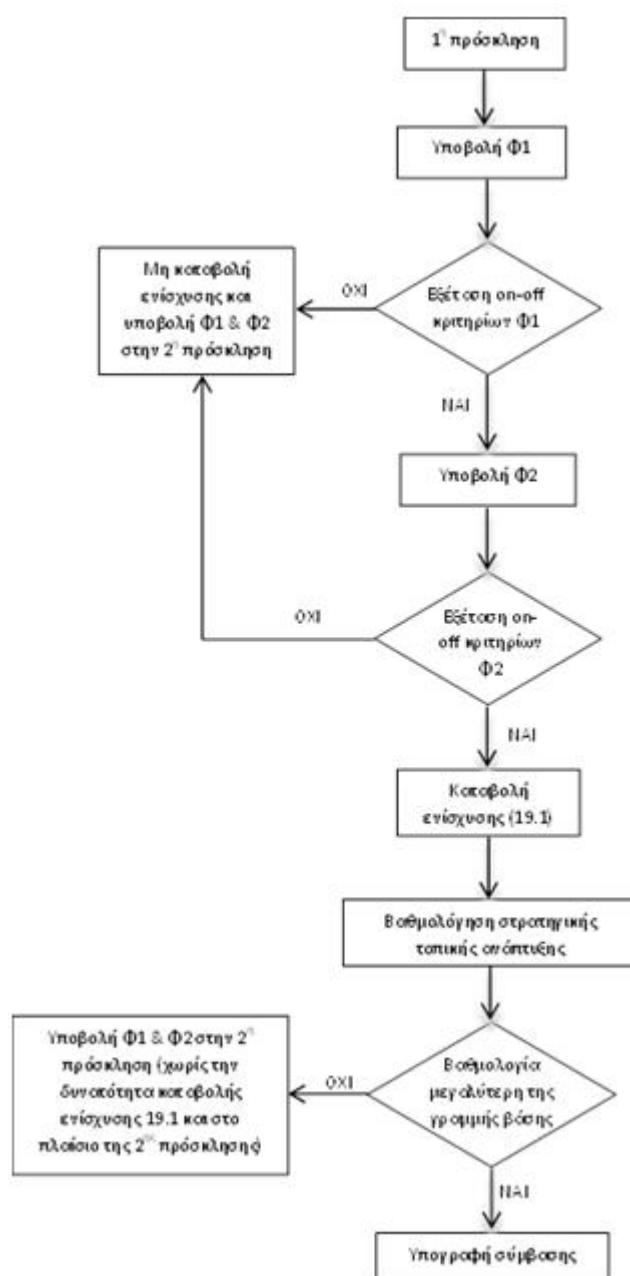 1η πρόσκληση
Υποβολή Φ1
Εξέταση on-off
κριτηρίων Φ1
ΟΧΙ
Μη καταβολή
ενίσχυσης και
υποβολή Φ1 & Φ2
στην 2η πρόσκληση
ΝΑΙ
Υποβολή Φ2
Εξέταση on-
off κριτηρίων
Φ2
ΟΧΙ
ΝΑΙ
Καταβολή
ενίσχυσης (19.1)
Βαθμολόγηση στρατηγικής
τοπικής ανάπτυξης
Βαθμολογία
μεγαλύτερη της
γραμμής βάσης
ΟΧΙ
Υποβολή Φ1 & Φ2 στην 2η
πρόσκληση (χωρίς την
δυνατότητα καταβολής
ενίσχυσης 19.1 και στο
πλαίσιο της 2ης πρόσκλησης)
ΝΑΙ
Υπογραφή σύμβασης